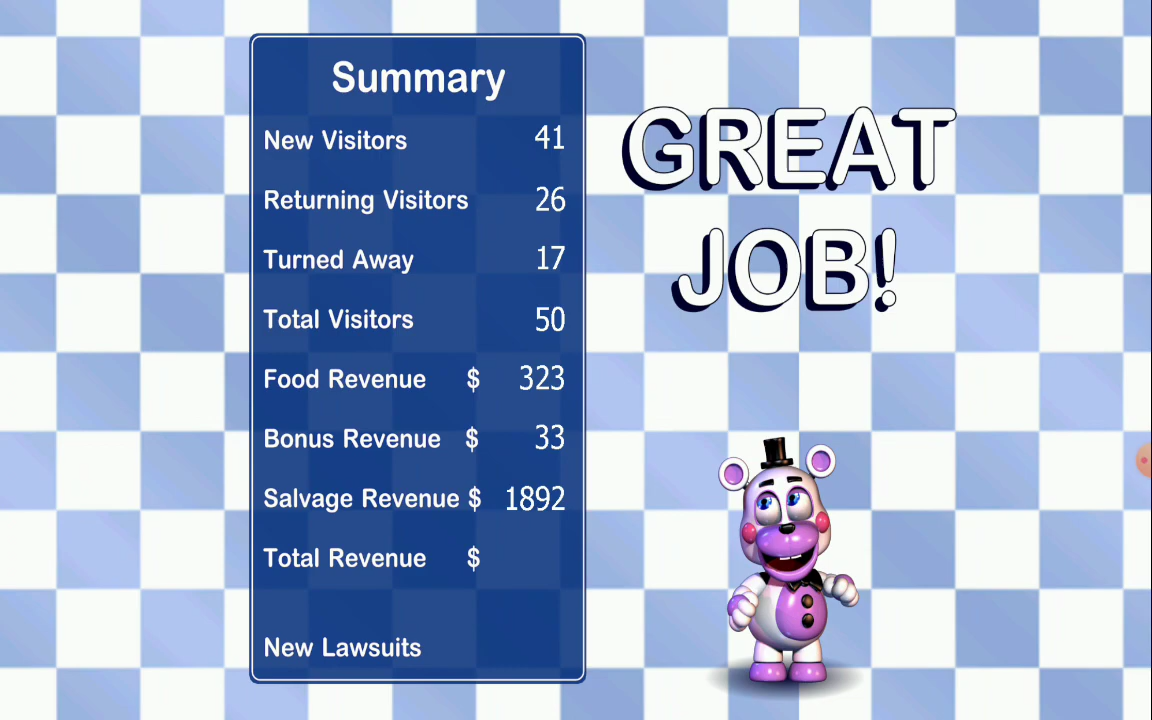 Summary
New Visitors 41
Returning Visitors 26
Turned Away 17
Total Visitors 50
Food Revenue $ 323
Bonus Revenue $ 33
Salvage Revenue $ 1892
Total Revenue $
New Lawsuits
GREAT
JOB!